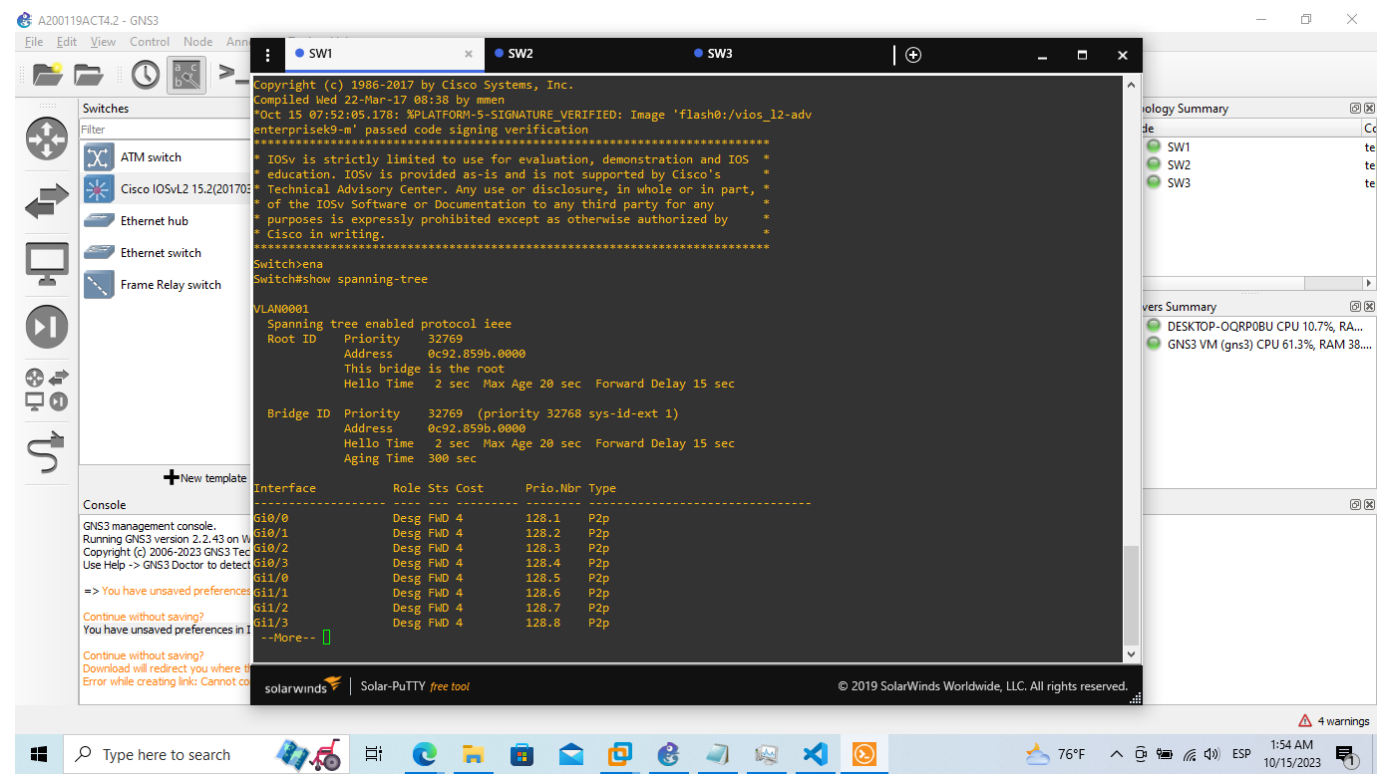 A200119ACT4.2 - GNS3
File Edit View Control Node Ann
SW1
SW2
SW3
Switches
Filter
ATM switch
Cisco IOSvL2 15.2(201703
Ethernet hub
Ethernet switch
Frame Relay switch
New template
Console
GNS3 management console.
Running GNS3 version 2.2.43 on W
Copyright (c) 2006-2023 GNS3 Tec
Use Help -> GNS3 Doctor to detect
=> You have unsaved preferences
Continue without saving?
You have unsaved preferences in I
Continue without saving?
Download will redirect you where t
Error while creating link: Cannot co
Copyright (c) 1986-2017 by Cisco Systems, Inc.
Compiled Wed 22-Mar-17 08:38 by mmen
*Oct 15 07:52:05.178: %PLATFORM-5-SIGNATURE_VERIFIED: Image 'flash0:/vios_l2-adv
enterprisek9-m' passed code signing verification
**************************************************************************
* IOSv is strictly limited to use for evaluation, demonstration and IOS *
* education. IOSv is provided as-is and is not supported by Cisco's *
* Technical Advisory Center. Any use or disclosure, in whole or in part, *
* of the IOSv Software or Documentation to any third party for any *
* purposes is expressly prohibited except as otherwise authorized by *
* Cisco in writing. *
**************************************************************************
Switch>ena
Switch#show spanning-tree
VLAN0001
Spanning tree enabled protocol ieee
Root ID Priority 32769
Address 0c92.859b.0000
This bridge is the root
Hello Time 2 sec Max Age 20 sec Forward Delay 15 sec
Bridge ID Priority 32769 (priority 32768 sys-id-ext 1)
Address 0c92.859b.0000
Hello Time 2 sec Max Age 20 sec Forward Delay 15 sec
Aging Time 300 sec
Interface Role Sts Cost Prio.Nbr Type
------------------- ---- --- --------- -------- --------------------------------
Gi0/0 Desg FWD 4 128.1 P2p
Gi0/1 Desg FWD 4 128.2 P2p
Gi0/2 Desg FWD 4 128.3 P2p
Gi0/3 Desg FWD 4 128.4 P2p
Gi1/0 Desg FWD 4 128.5 P2p
Gi1/1 Desg FWD 4 128.6 P2p
Gi1/2 Desg FWD 4 128.7 P2p
Gi1/3 Desg FWD 4 128.8 P2p
--More--
solarwinds Solar-PuTTY free tool
© 2019 SolarWinds Worldwide, LLC. All rights reserved.
ology Summary
de Co
SW1 te
SW2 te
SW3 te
vers Summary
DESKTOP-OQRP0BU CPU 10.7%, RA...
GNS3 VM (gns3) CPU 61.3%, RAM 38....
4 warnings
Type here to search
76°F
ESP
1:54 AM
10/15/2023
1